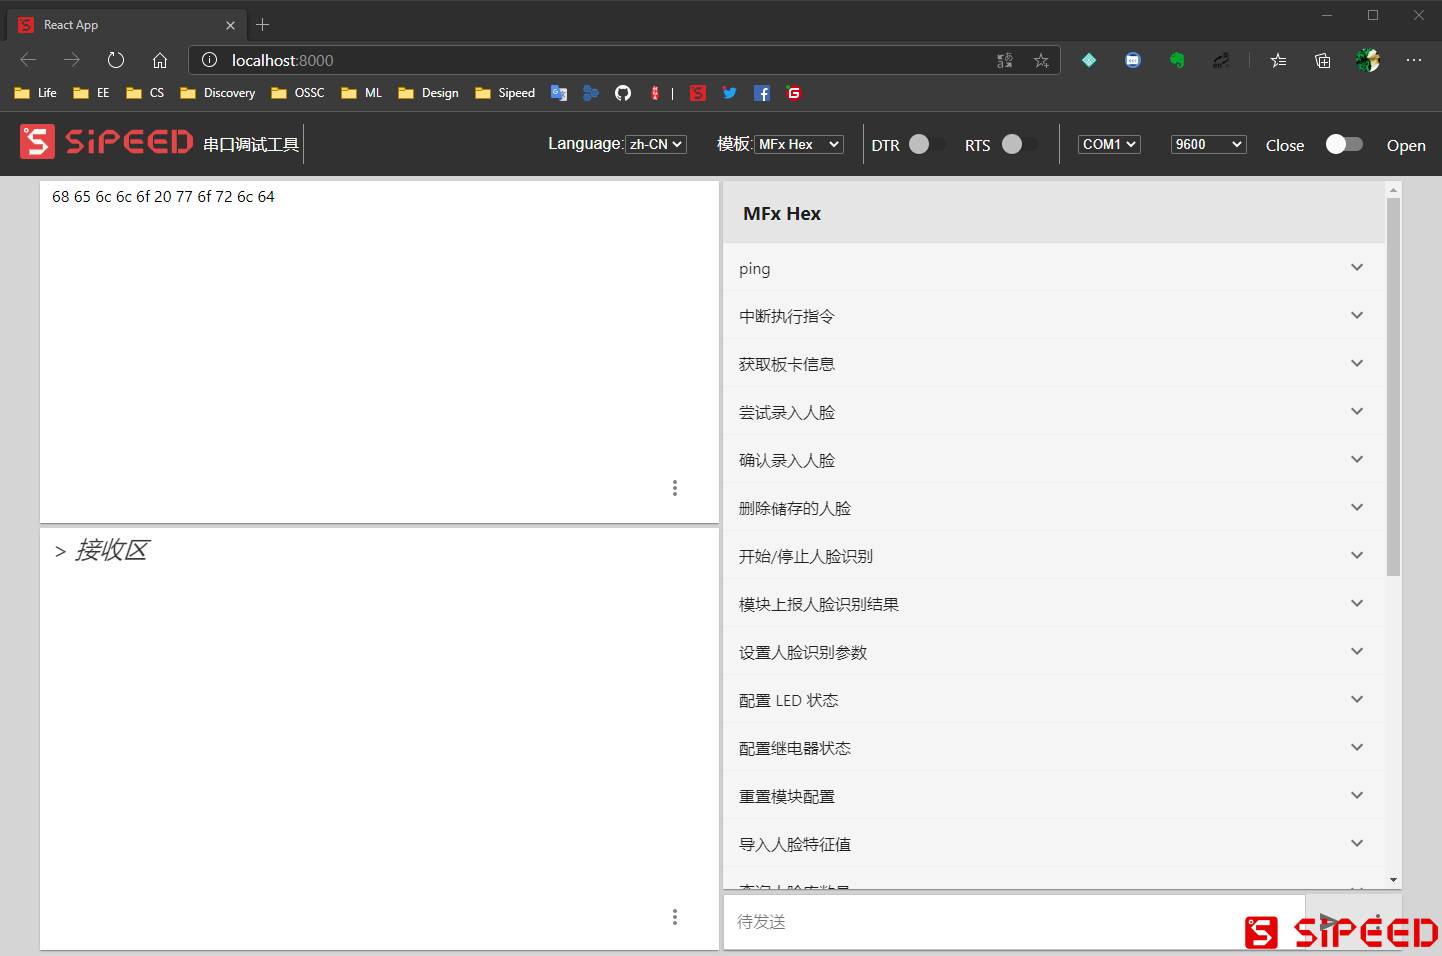 React App
localhost:8000
Life EE CS Discovery OSSC ML Design Sipeed
SIPEED 串口调试工具 Language: zh-CN 模板: MFx Hex DTR RTS COM1 9600 Close Open
68 65 6c 6c 6f 20 77 6f 72 6c 64
> 接收区
MFx Hex
ping
中断执行指令
获取板卡信息
尝试录入人脸
确认录入人脸
删除储存的人脸
开始/停止人脸识别
模块上报人脸识别结果
设置人脸识别参数
配置 LED 状态
配置继电器状态
重置模块配置
导入人脸特征值
待发送
SIPEED